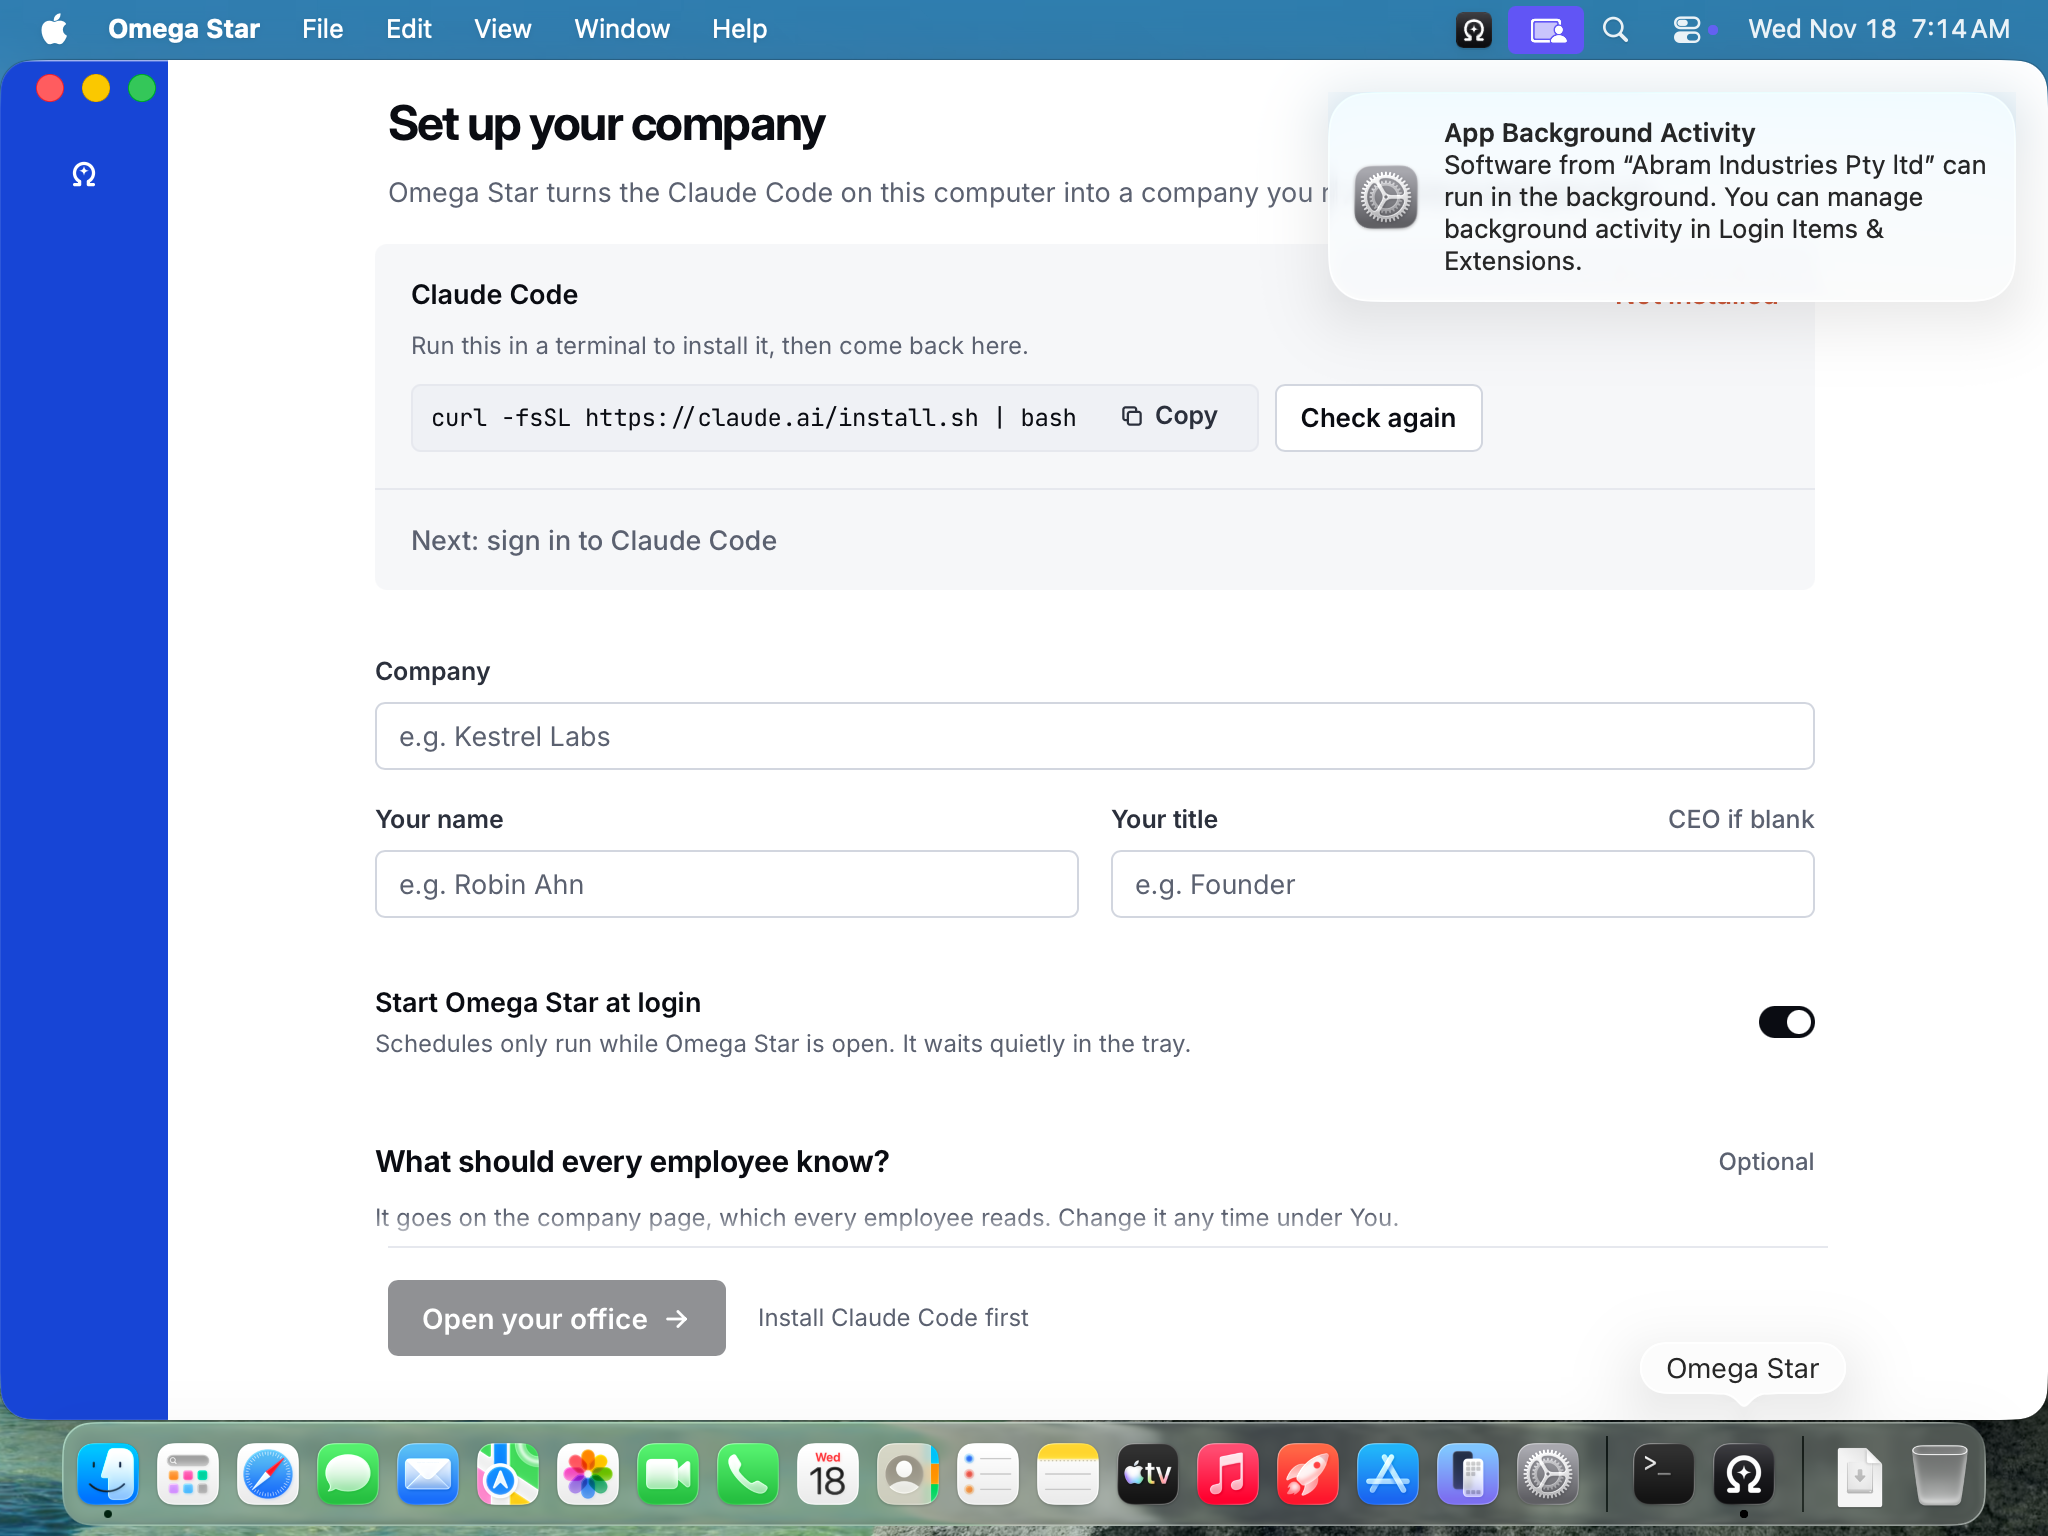 Omega Star File Edit View Window Help Wed Nov 18 7:14 AM
Set up your company
Omega Star turns the Claude Code on this computer into a company you
App Background Activity
Software from “Abram Industries Pty ltd” can
run in the background. You can manage
background activity in Login Items &
Extensions.
Claude Code
Run this in a terminal to install it, then come back here.
curl -fsSL https://claude.ai/install.sh | bash Copy Check again
Next: sign in to Claude Code
Company
e.g. Kestrel Labs
Your name Your title CEO if blank
e.g. Robin Ahn e.g. Founder
Start Omega Star at login
Schedules only run while Omega Star is open. It waits quietly in the tray.
What should every employee know? Optional
It goes on the company page, which every employee reads. Change it any time under You.
Open your office → Install Claude Code first
Omega Star
Wed
18
tv